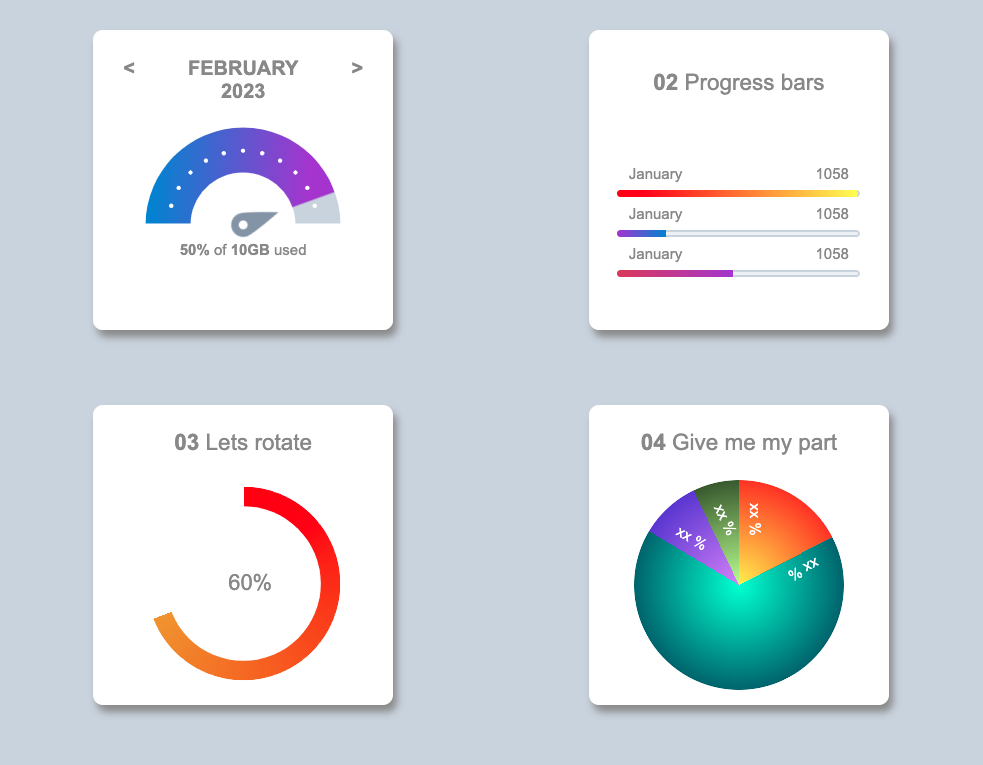 < FEBRUARY >
2023
50% of 10GB used
02 Progress bars
January 1058
January 1058
January 1058
03 Lets rotate
60%
04 Give me my part
xx %
xx %
xx %
xx %